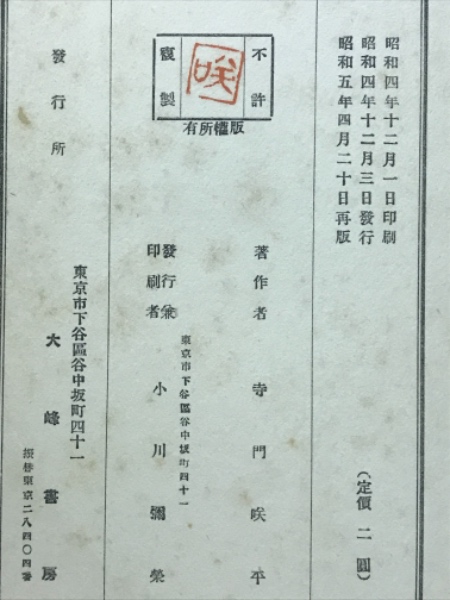 昭和四年十二月一日印刷
昭和四年十二月三日發行
昭和五年四月二十日再版
(定價 二圓)
不許
複製
咲
版權所有
著作者 寺門咲平
東京市下谷區谷中坂町四十一
發行兼
印刷者 小川彌榮
發行所
東京市下谷區谷中坂町四十一
大峰書房
振替東京二八四〇四番